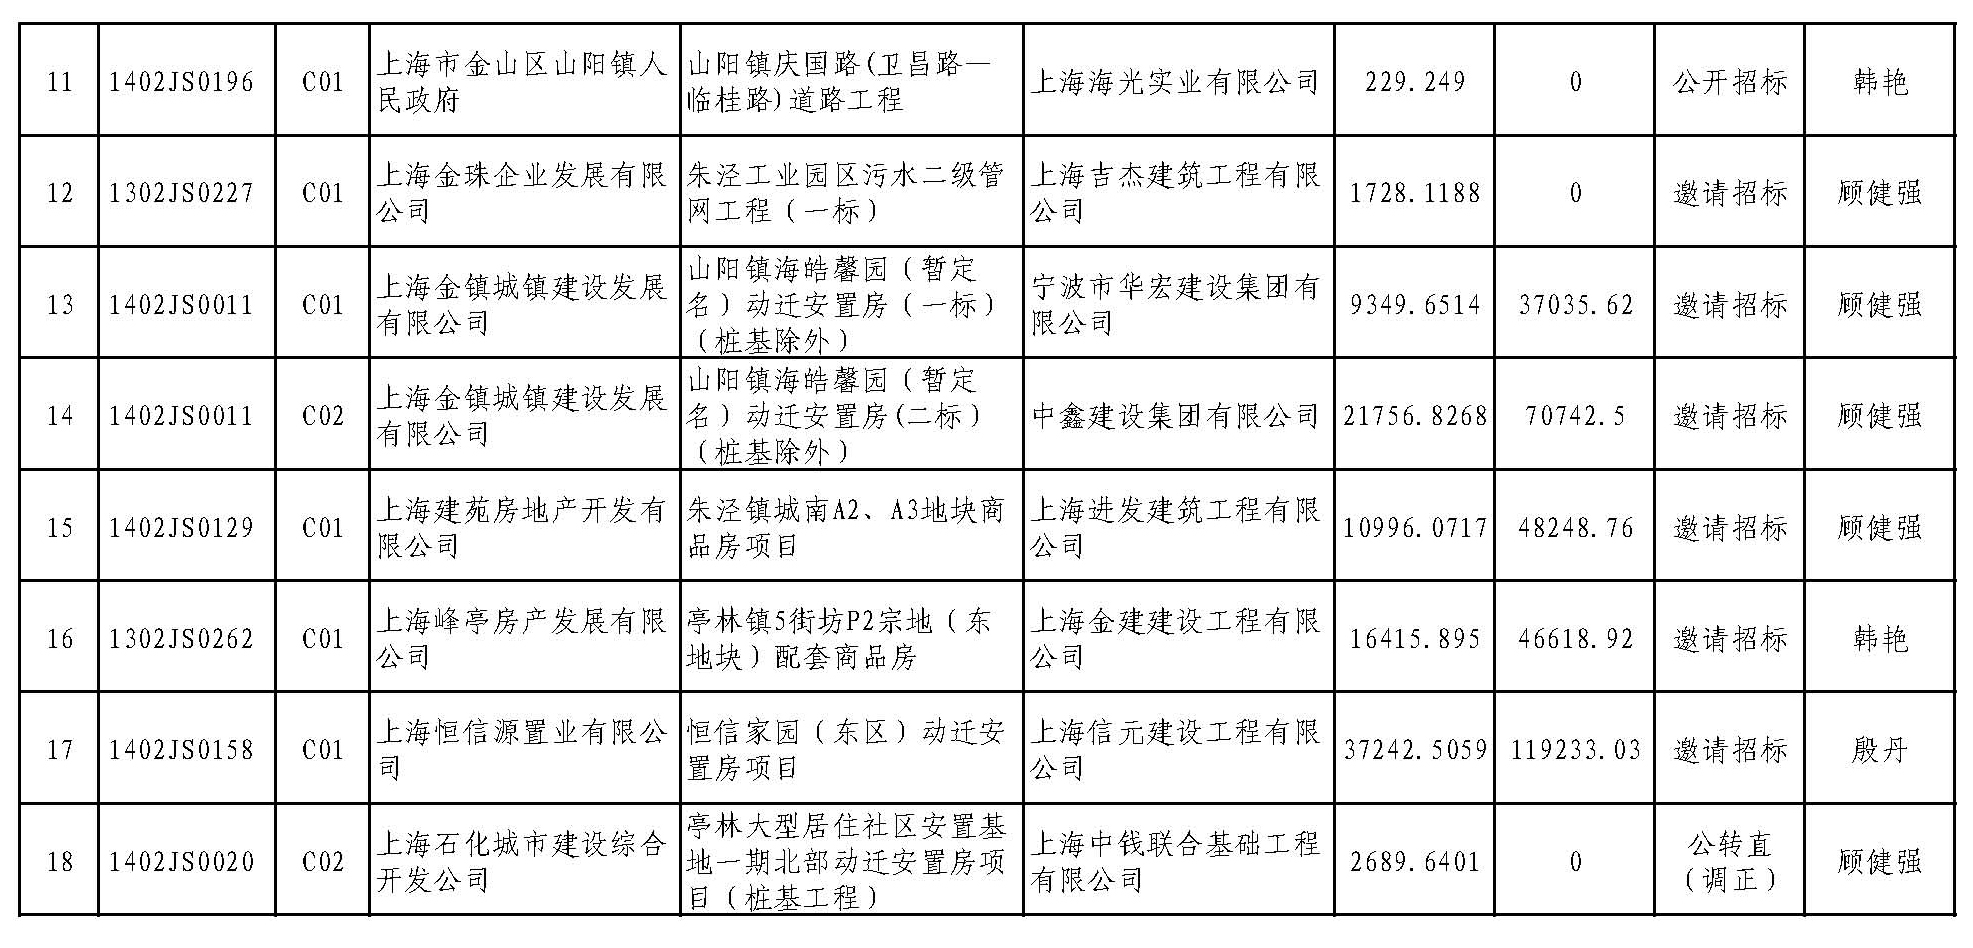 11 1402JS0196 C01 上海市金山区山阳镇人民政府 山阳镇庆国路(卫昌路—临桂路)道路工程 上海海光实业有限公司 229.249 0 公开招标 韩艳
12 1302JS0227 C01 上海金珠企业发展有限公司 朱泾工业园区污水二级管网工程（一标） 上海吉杰建筑工程有限公司 1728.1188 0 邀请招标 顾健强
13 1402JS0011 C01 上海金镇城镇建设发展有限公司 山阳镇海皓馨园（暂定名）动迁安置房（一标）（桩基除外） 宁波市华宏建设集团有限公司 9349.6514 37035.62 邀请招标 顾健强
14 1402JS0011 C02 上海金镇城镇建设发展有限公司 山阳镇海皓馨园（暂定名）动迁安置房(二标)（桩基除外） 中鑫建设集团有限公司 21756.8268 70742.5 邀请招标 顾健强
15 1402JS0129 C01 上海建苑房地产开发有限公司 朱泾镇城南A2、A3地块商品房项目 上海进发建筑工程有限公司 10996.0717 48248.76 邀请招标 顾健强
16 1302JS0262 C01 上海峰亭房产发展有限公司 亭林镇5街坊P2宗地（东地块）配套商品房 上海金建建设工程有限公司 16415.895 46618.92 邀请招标 韩艳
17 1402JS0158 C01 上海恒信源置业有限公司 恒信家园（东区）动迁安置房项目 上海信元建设工程有限公司 37242.5059 119233.03 邀请招标 殷丹
18 1402JS0020 C02 上海石化城市建设综合开发公司 亭林大型居住社区安置基地一期北部动迁安置房项目（桩基工程） 上海中钱联合基础工程有限公司 2689.6401 0 公转直（调正） 顾健强